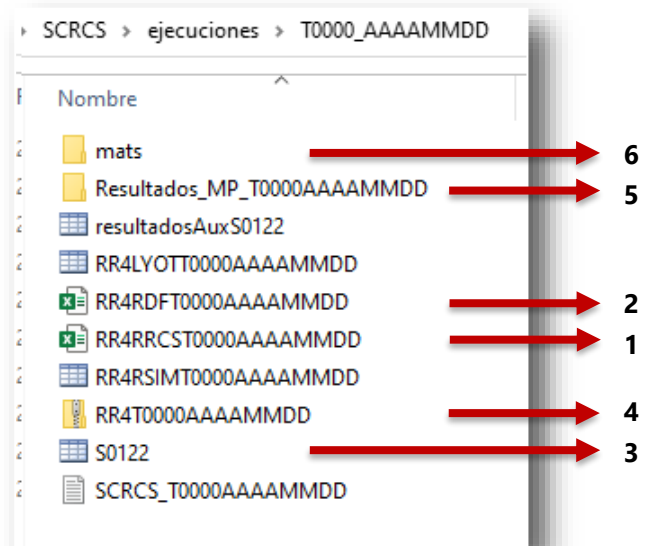 SCRCS > ejecuciones > T0000_AAAAMMDD
Nombre
mats 6
Resultados_MP_T0000AAAAMMDD 5
resultadosAuxS0122
RR4LYOTT0000AAAAMMDD
RR4RDFT0000AAAAMMDD 2
RR4RRCST0000AAAAMMDD 1
RR4RSIMT0000AAAAMMDD
RR4T0000AAAAMMDD 4
S0122 3
SCRCS_T0000AAAAMMDD